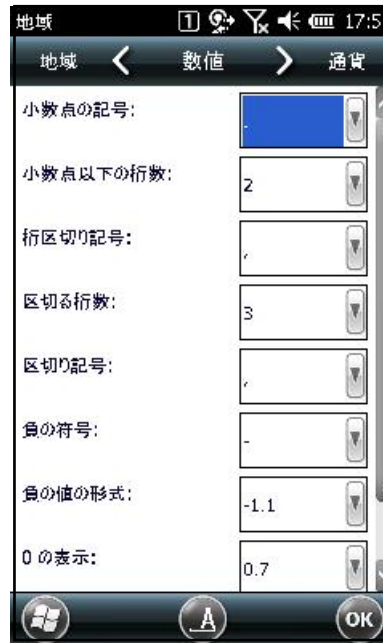 地域 1 17:5
地域 数値 通貨
小数点の記号: .
小数点以下の桁数: 2
桁区切り記号: ,
区切る桁数: 3
区切り記号: ,
負の符号: -
負の値の形式: -1.1
0 の表示: 0.7
A OK